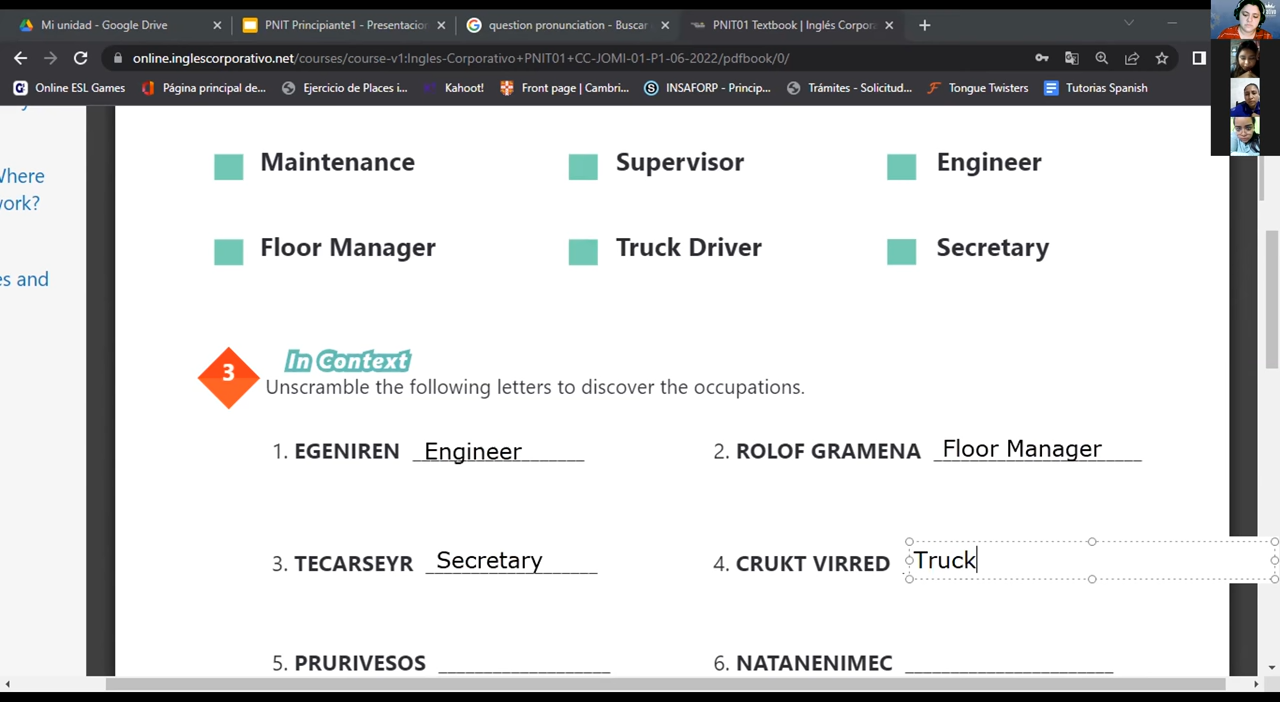 Mi unidad - Google Drive
PNIT Principiante1 - Presentacion
question pronunciation - Buscar
PNIT01 Textbook | Inglés Corpora
online.inglescorporativo.net/courses/course-v1:Ingles-Corporativo+PNIT01+CC-JOMI-01-P1-06-2022/pdfbook/0/
Online ESL Games
Página principal de...
Ejercicio de Places i...
Kahoot!
Front page | Cambri...
INSAFORP - Princip...
Trámites - Solicitud...
Tongue Twisters
Tutorias Spanish
Where
work?
es and
Maintenance
Supervisor
Engineer
Floor Manager
Truck Driver
Secretary
3
In Context
Unscramble the following letters to discover the occupations.
1. EGENIREN Engineer
2. ROLOF GRAMENA Floor Manager
3. TECARSEYR Secretary
4. CRUKT VIRRED Truck
5. PRURIVESOS
6. NATANENIMEC